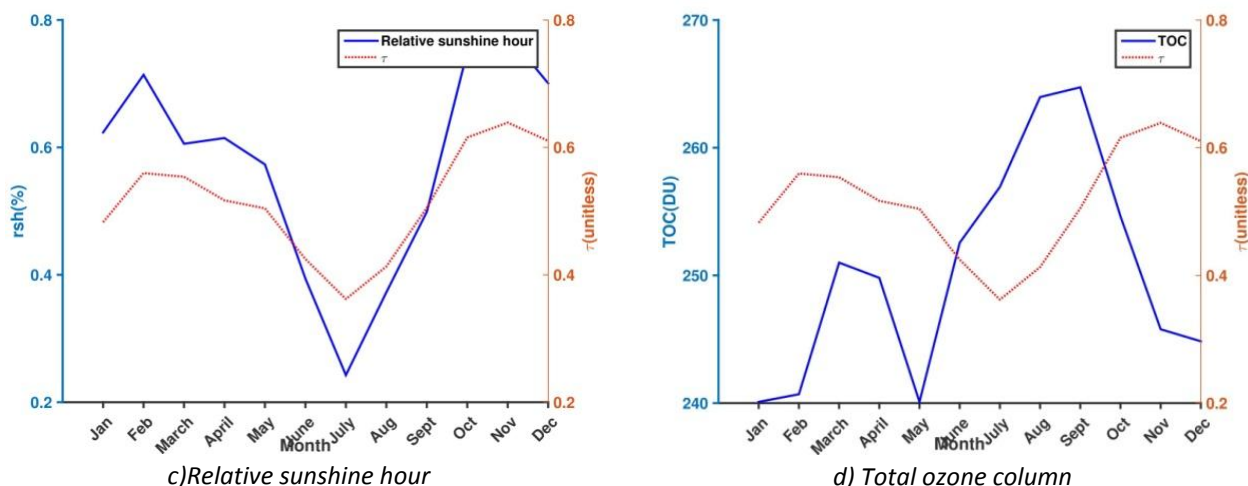 0.8
0.6
0.4
0.2
rsh(%)
Relative sunshine hour
τ
0.8
0.6
0.4
0.2
τ(unitless)
Jan Feb March April May June July Aug Sept Oct Nov Dec
Month
c)Relative sunshine hour
270
260
250
240
TOC(DU)
TOC
τ
0.8
0.6
0.4
0.2
τ(unitless)
Jan Feb March April May June July Aug Sept Oct Nov Dec
Month
d) Total ozone column